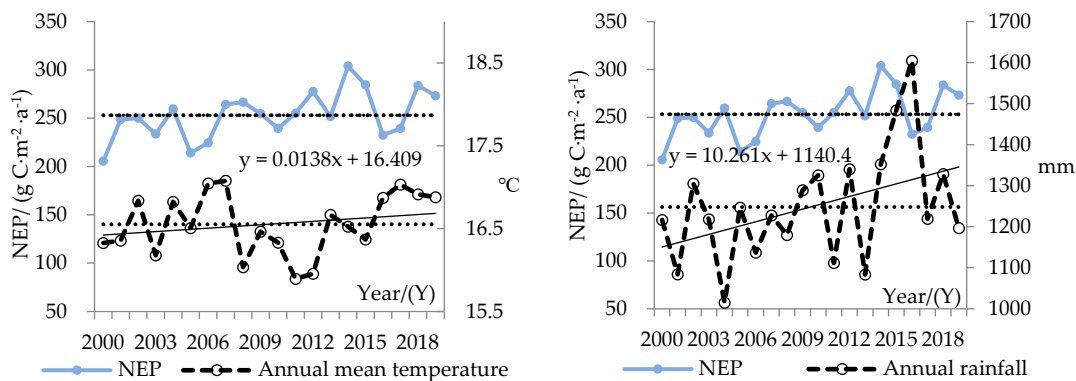 350
300
250
200
150
100
50
NEP/ (g C·m⁻²·a⁻¹)
18.5
17.5
16.5
15.5
℃
y = 0.0138x + 16.409
Year/(Y)
2000 2003 2006 2009 2012 2015 2018
NEP Annual mean temperature
350
300
250
200
150
100
50
NEP/ (g C·m⁻²·a⁻¹)
1700
1600
1500
1400
1300
1200
1100
1000
mm
y = 10.261x + 1140.4
Year/(Y)
2000 2003 2006 2009 2012 2015 2018
NEP Annual rainfall